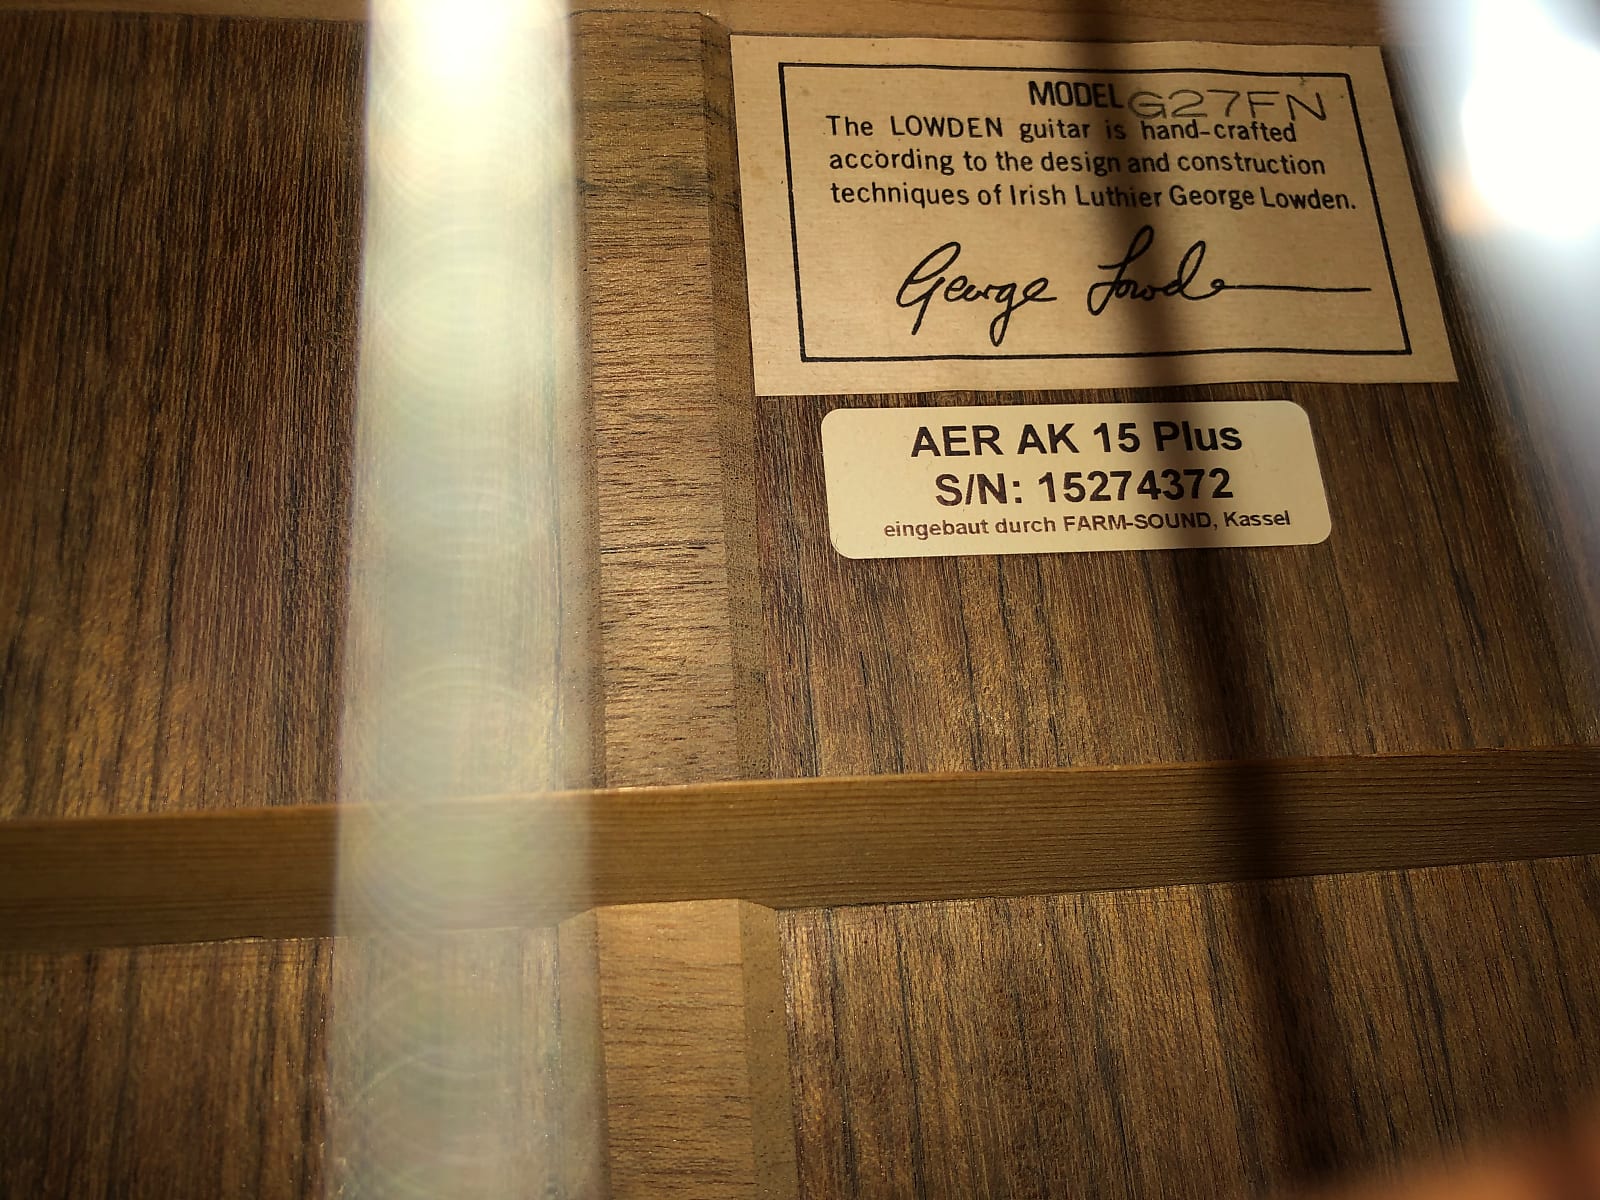 MODEL G27FN
The LOWDEN guitar is hand-crafted
according to the design and construction
techniques of Irish Luthier George Lowden.
George Lowden
AER AK 15 Plus
S/N: 15274372
eingebaut durch FARM-SOUND, Kassel